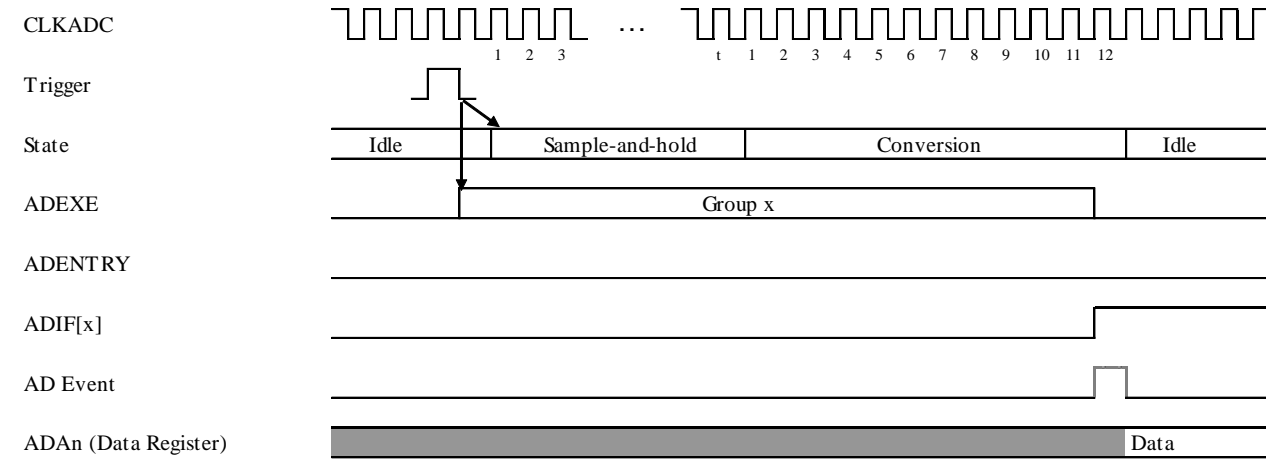 CLKADC
...
1 2 3 t 1 2 3 4 5 6 7 8 9 10 11 12
Trigger
State Idle Sample-and-hold Conversion Idle
ADEXE Group x
ADENTRY
ADIF[x]
AD Event
ADAn (Data Register) Data